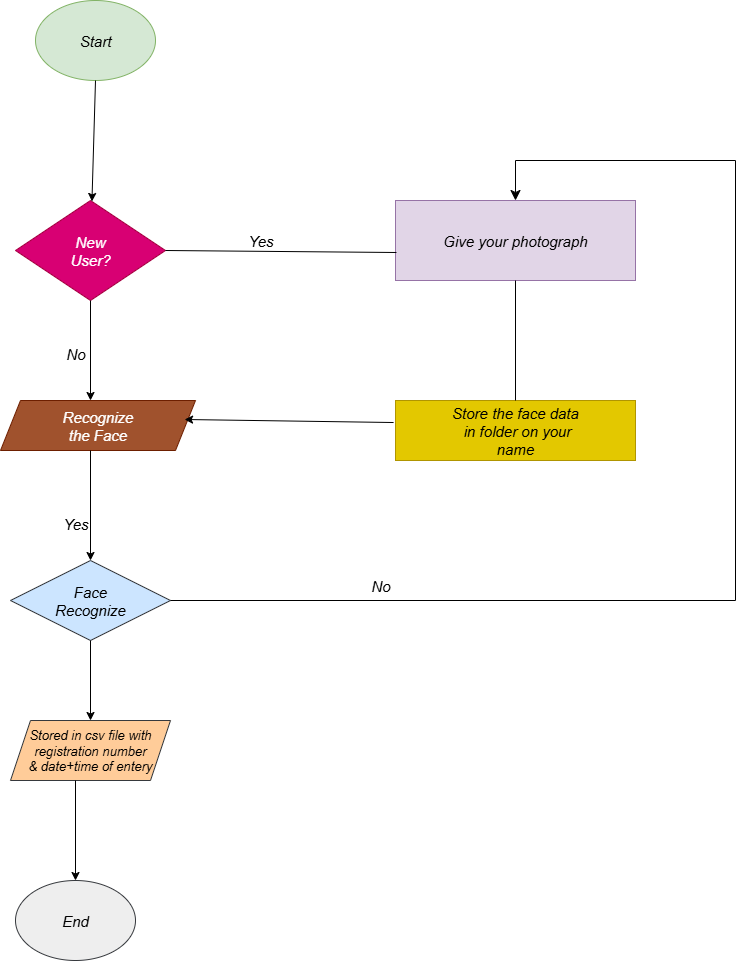 Start
New
User?
Yes
Give your photograph
No
Recognize
the Face
Store the face data
in folder on your
name
Yes
Face
Recognize
No
Stored in csv file with
registration number
& date+time of entery
End